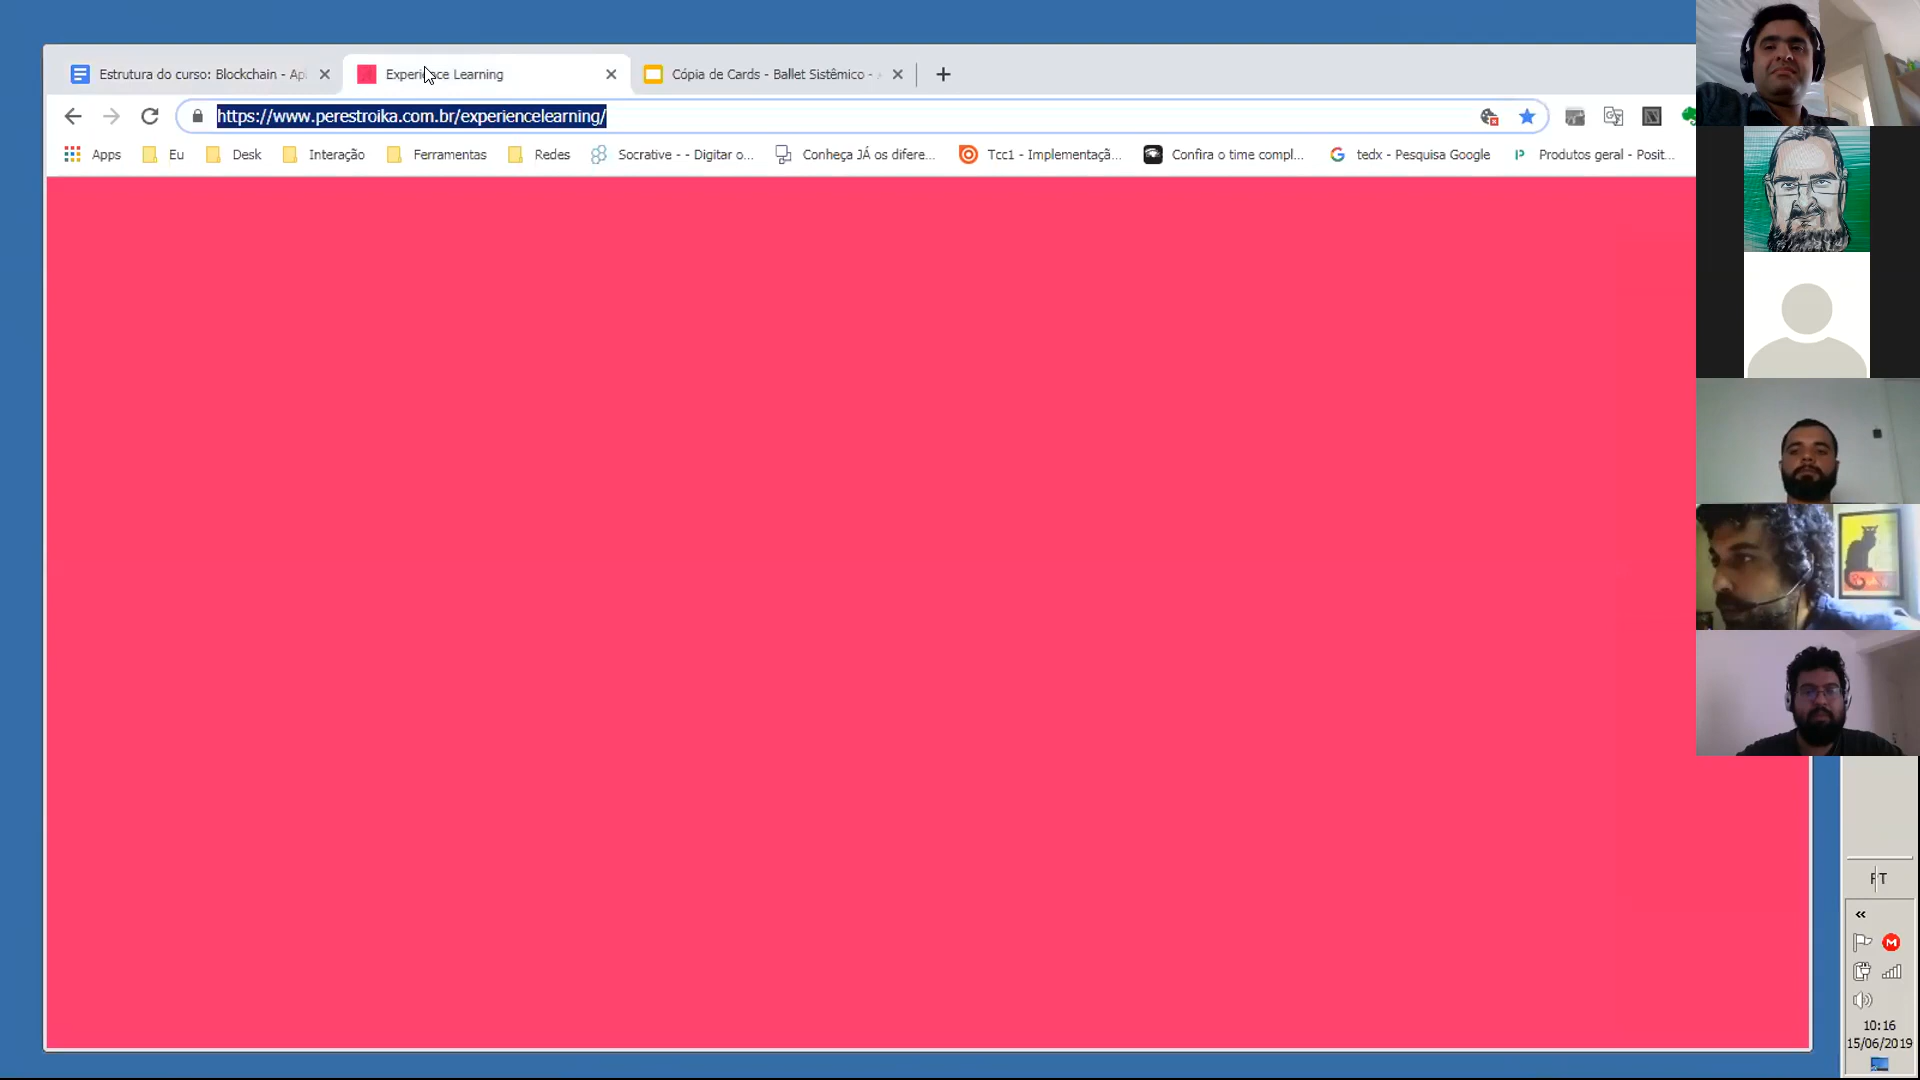 Estrutura do curso: Blockchain - Ap
Experience Learning
Cópia de Cards - Ballet Sistêmico -
https://www.perestroika.com.br/experiencelearning/
Apps
Eu
Desk
Interação
Ferramentas
Redes
Socrative - - Digitar o...
Conheça JÁ os difere...
Tcc1 - Implementaçã...
Confira o time compl...
tedx - Pesquisa Google
Produtos geral - Posit...
PT
10:16
15/06/2019